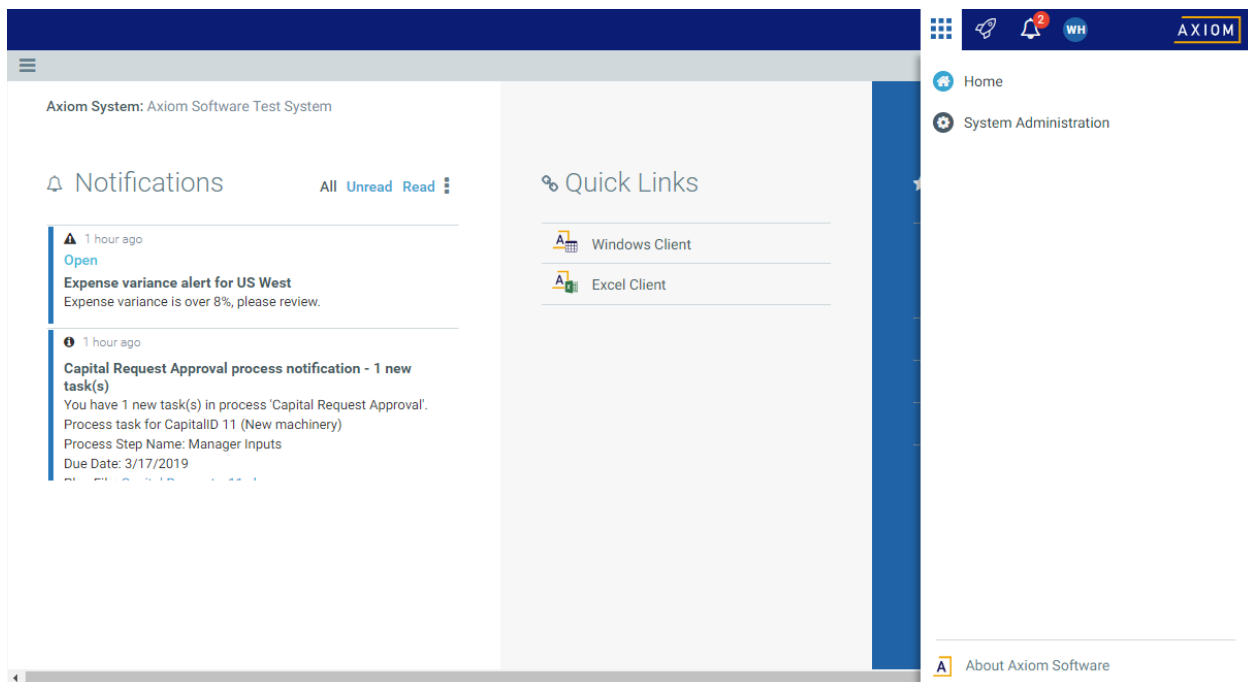 2
WH
AXIOM
Axiom System: Axiom Software Test System
Notifications
All Unread Read
1 hour ago
Open
Expense variance alert for US West
Expense variance is over 8%, please review.
1 hour ago
Capital Request Approval process notification - 1 new
task(s)
You have 1 new task(s) in process 'Capital Request Approval'.
Process task for CapitalID 11 (New machinery)
Process Step Name: Manager Inputs
Due Date: 3/17/2019
Quick Links
A Windows Client
A Excel Client
Home
System Administration
A About Axiom Software